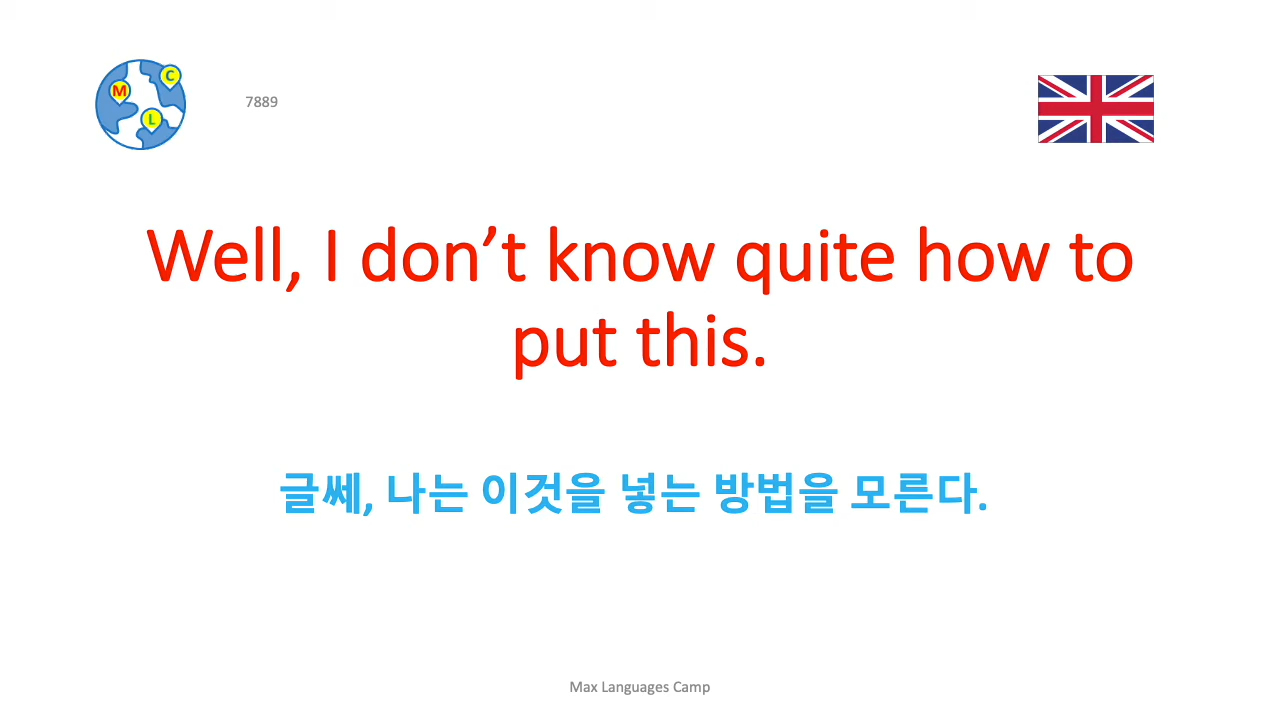 M
C
L
7889
Well, I don’t know quite how to
put this.
글쎄, 나는 이것을 넣는 방법을 모른다.
Max Languages Camp